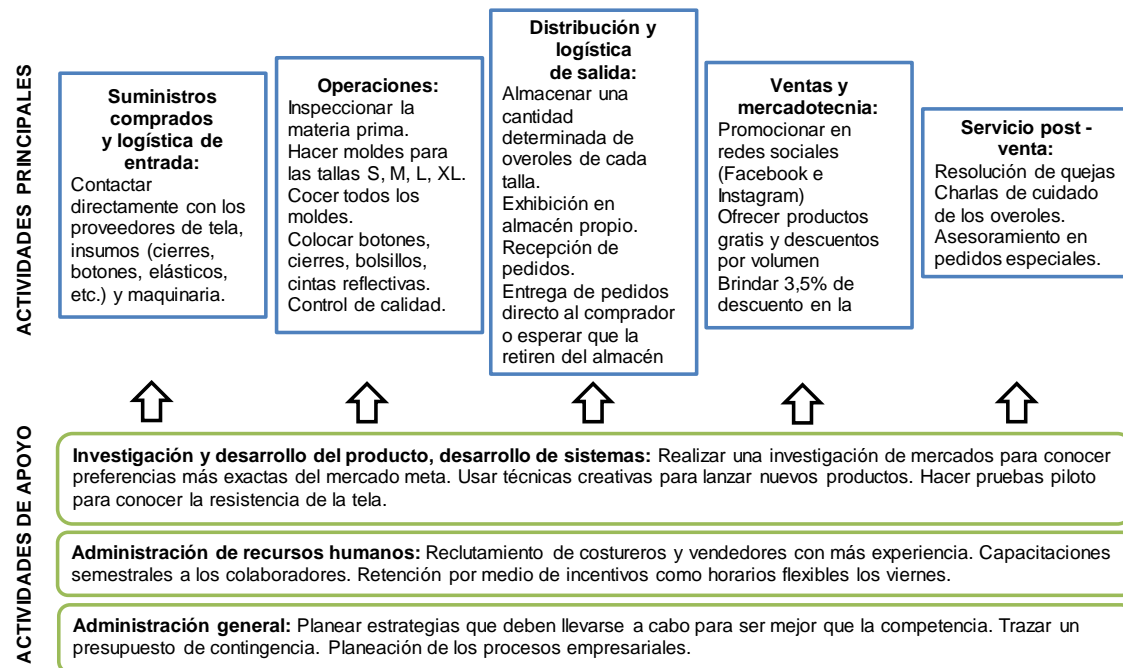 ACTIVIDADES PRINCIPALES
Suministros
comprados
y logística de
entrada:
Contactar
directamente con los
proveedores de tela,
insumos (cierres,
botones, elásticos,
etc.) y maquinaria.
Operaciones:
Inspeccionar la
materia prima.
Hacer moldes para
las tallas S, M, L, XL.
Cocer todos los
moldes.
Colocar botones,
cierres, bolsillos,
cintas reflectivas.
Control de calidad.
Distribución y
logística
de salida:
Almacenar una
cantidad
determinada de
overoles de cada
talla.
Exhibición en
almacén propio.
Recepción de
pedidos.
Entrega de pedidos
directo al comprador
o esperar que la
retiren del almacén
Ventas y
mercadotecnia:
Promocionar en
redes sociales
(Facebook e
Instagram)
Ofrecer productos
gratis y descuentos
por volumen
Brindar 3,5% de
descuento en la
Servicio post -
venta:
Resolución de quejas
Charlas de cuidado
de los overoles.
Asesoramiento en
pedidos especiales.
ACTIVIDADES DE APOYO
Investigación y desarrollo del producto, desarrollo de sistemas: Realizar una investigación de mercados para conocer
preferencias más exactas del mercado meta. Usar técnicas creativas para lanzar nuevos productos. Hacer pruebas piloto
para conocer la resistencia de la tela.
Administración de recursos humanos: Reclutamiento de costureros y vendedores con más experiencia. Capacitaciones
semestrales a los colaboradores. Retención por medio de incentivos como horarios flexibles los viernes.
Administración general: Planear estrategias que deben llevarse a cabo para ser mejor que la competencia. Trazar un
presupuesto de contingencia. Planeación de los procesos empresariales.